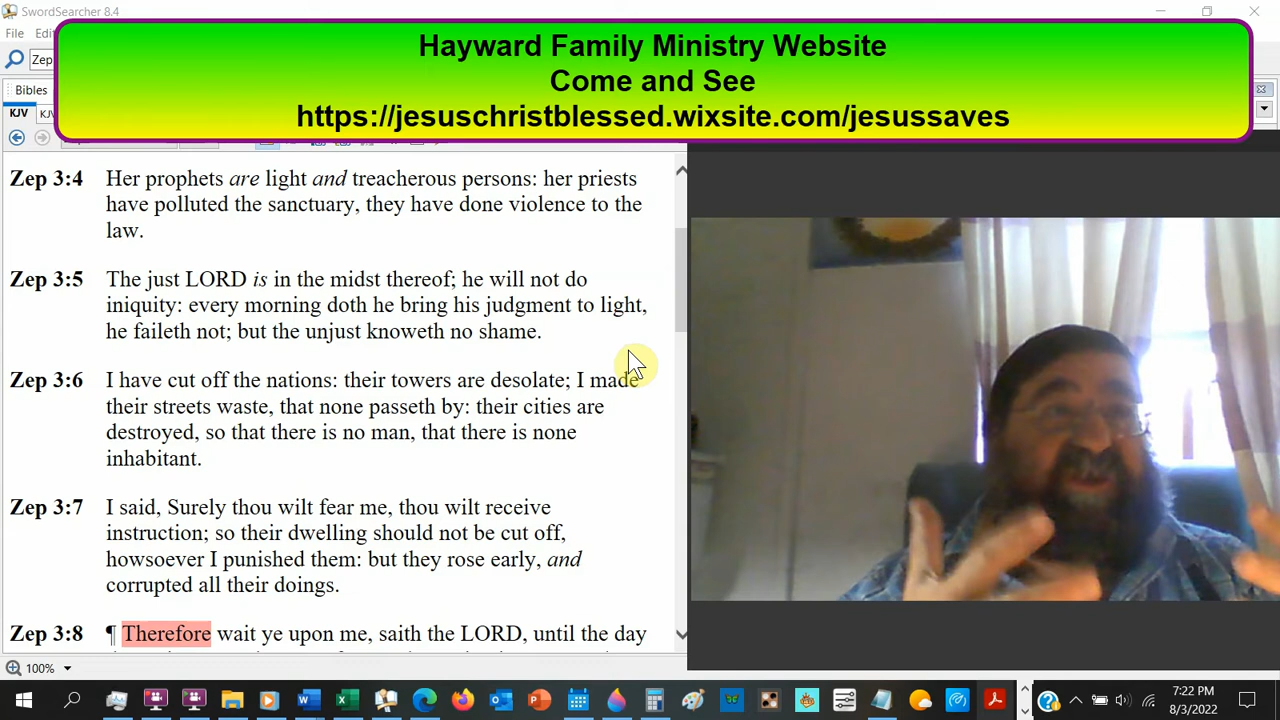 SwordSearcher 8.4
File
Hayward Family Ministry Website
Come and See
https://jesuschristblessed.wixsite.com/jesussaves
Zep
Bibles
KJV
Zep 3:4 Her prophets are light and treacherous persons: her priests
have polluted the sanctuary, they have done violence to the
law.
Zep 3:5 The just LORD is in the midst thereof; he will not do
iniquity: every morning doth he bring his judgment to light,
he faileth not; but the unjust knoweth no shame.
Zep 3:6 I have cut off the nations: their towers are desolate; I made
their streets waste, that none passeth by: their cities are
destroyed, so that there is no man, that there is none
inhabitant.
Zep 3:7 I said, Surely thou wilt fear me, thou wilt receive
instruction; so their dwelling should not be cut off,
howsoever I punished them: but they rose early, and
corrupted all their doings.
Zep 3:8 ¶ Therefore wait ye upon me, saith the LORD, until the day
100%
7:22 PM
8/3/2022